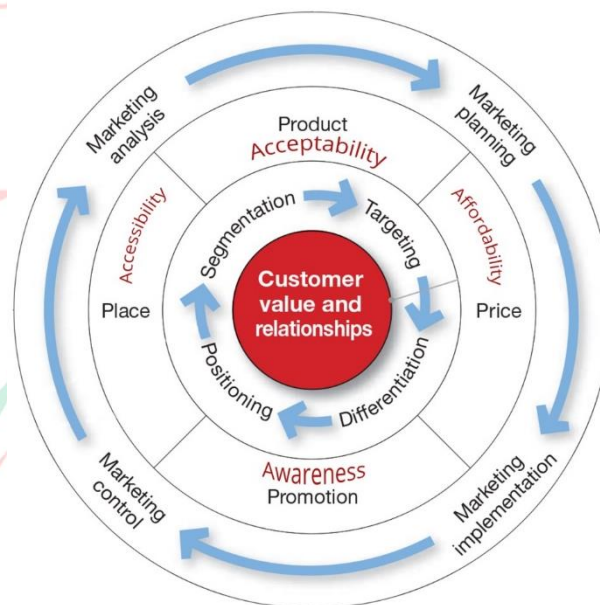 Marketing
analysis
Marketing
planning
Product
Acceptability
Accessibility
Affordability
Segmentation
Targeting
Customer
value and
relationships
Place
Price
Positioning
Differentiation
Awareness
Promotion
Marketing
control
Marketing
implementation